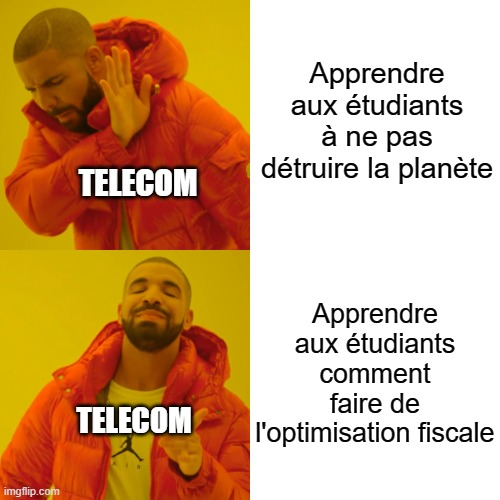 Apprendre
aux étudiants
à ne pas
détruire la planète
TELECOM
Apprendre
aux étudiants
comment
faire de
l'optimisation fiscale
TELECOM
imgflip.com